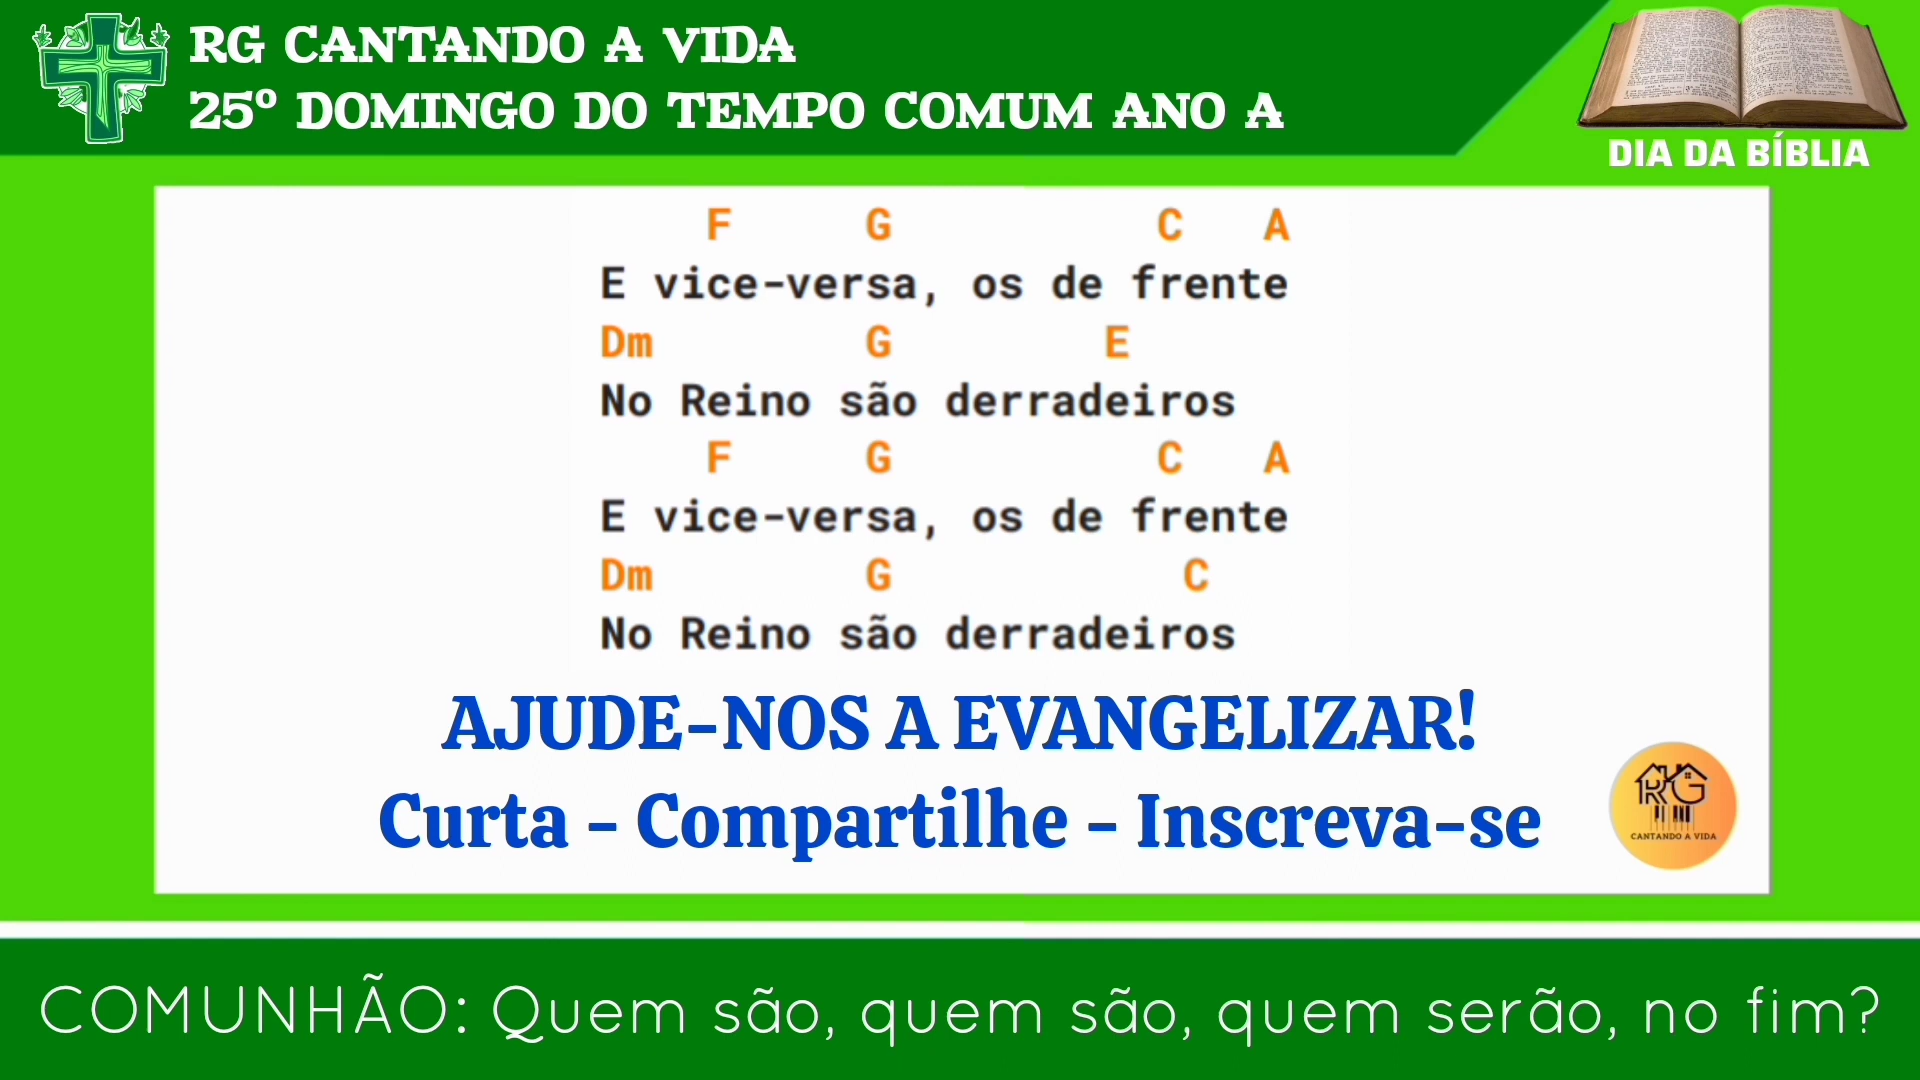 RG CANTANDO A VIDA
25º DOMINGO DO TEMPO COMUM ANO A
DIA DA BÍBLIA
F G C A
E vice-versa, os de frente
Dm G E
No Reino são derradeiros
F G C A
E vice-versa, os de frente
Dm G C
No Reino são derradeiros
AJUDE-NOS A EVANGELIZAR!
Curta - Compartilhe - Inscreva-se
RG
CANTANDO A VIDA
COMUNHÃO: Quem são, quem são, quem serão, no fim?